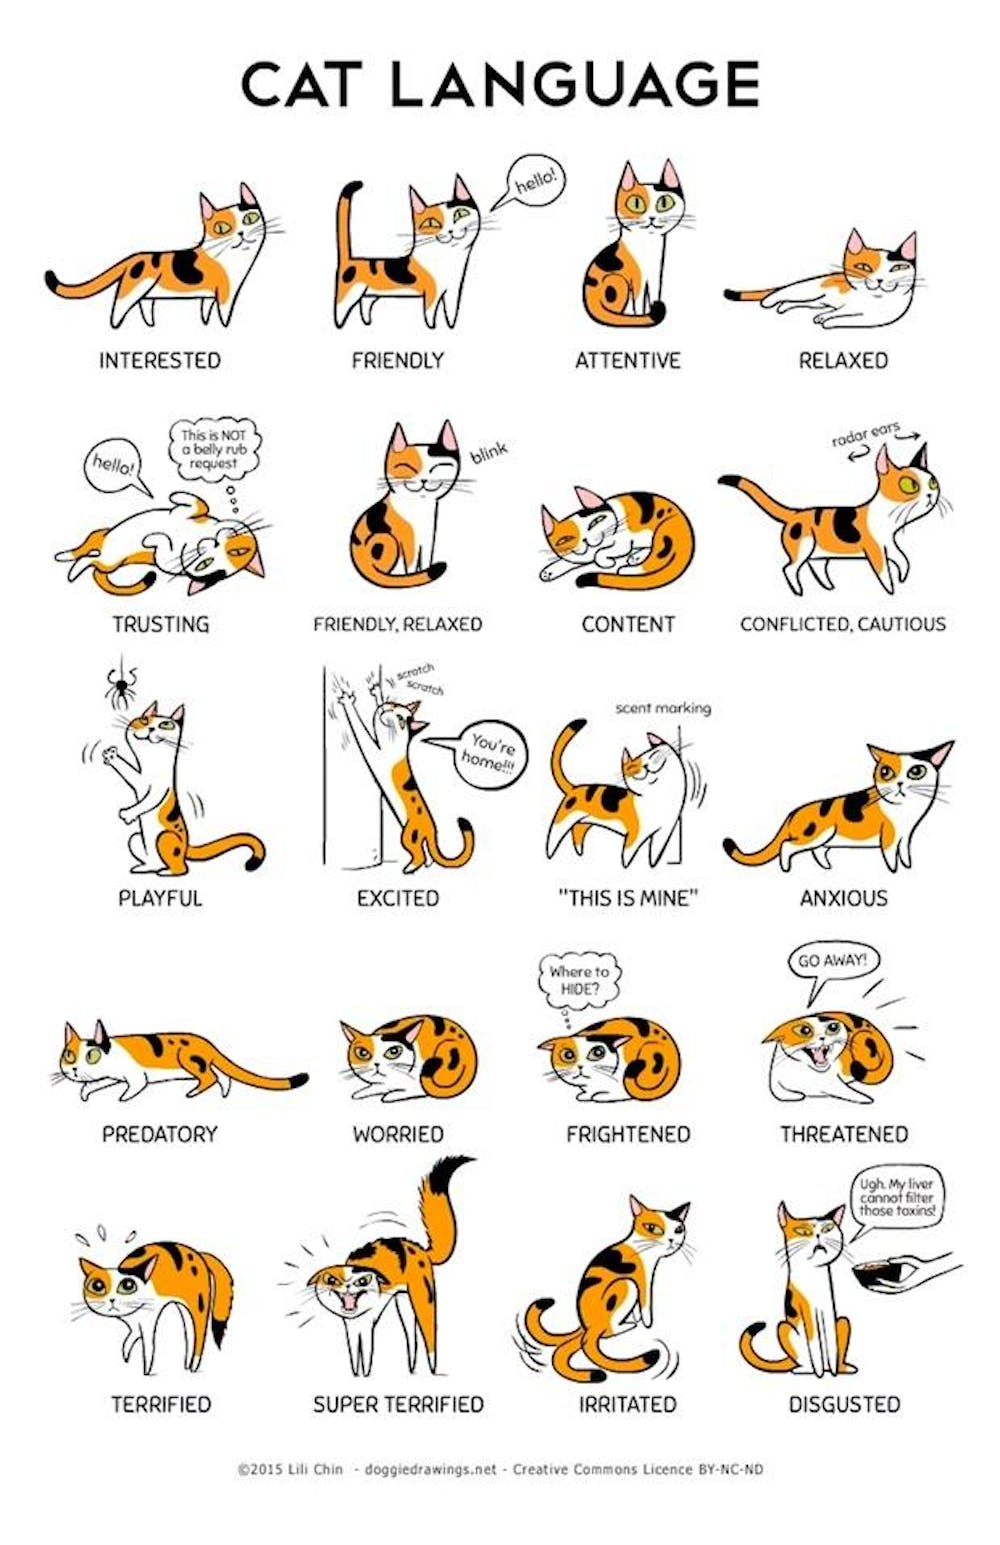 CAT LANGUAGE
hello!
INTERESTED
FRIENDLY
ATTENTIVE
RELAXED
hello!
This is NOT
a belly rub
request
blink
radar ears
TRUSTING
FRIENDLY, RELAXED
CONTENT
CONFLICTED, CAUTIOUS
scratch
scratch
You're
home!!!
scent marking
PLAYFUL
EXCITED
"THIS IS MINE"
ANXIOUS
Where to
HIDE?
GO AWAY!
PREDATORY
WORRIED
FRIGHTENED
THREATENED
Ugh. My liver
cannot filter
those toxins!
TERRIFIED
SUPER TERRIFIED
IRRITATED
DISGUSTED
©2015 Lili Chin - doggiedrawings.net - Creative Commons Licence BY-NC-ND